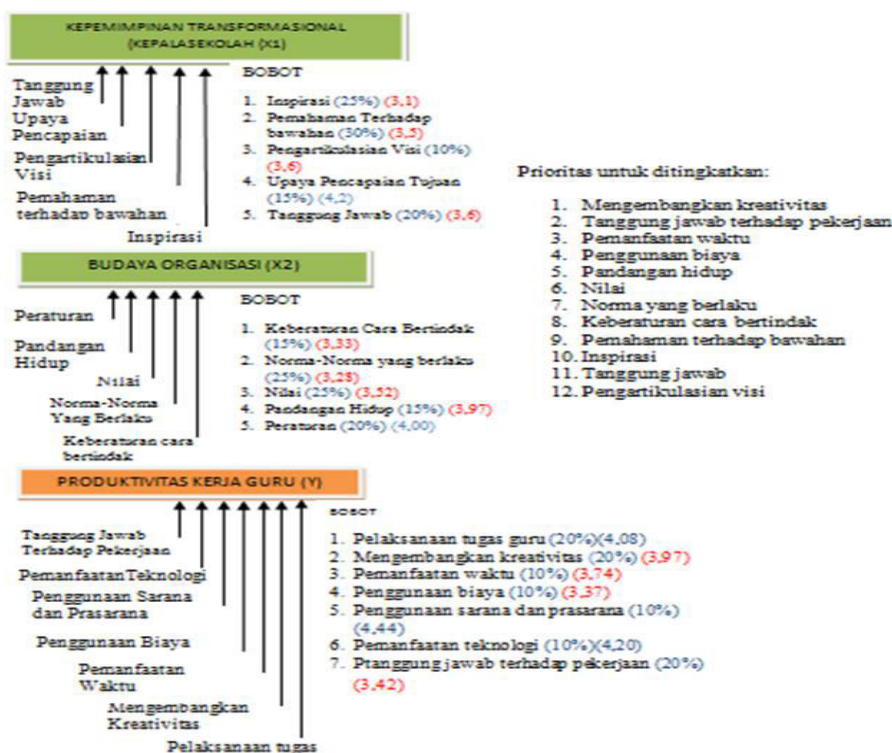 KEPEMIMPINAN TRANSFORMASIONAL
(KEPALASEKOLAH (X1)
Tanggung
Jawab
Upaya
Pencapaian
Pengartikulasian
Visi
Pemahaman
terhadap bawahan
Inspirasi
BOBOT
1. Inspirasi (25%) (3,1)
2. Pemahaman Terhadap
bawahan (30%) (3,5)
3. Pengartikulasian Visi (10%)
(3,6)
4. Upaya Pencapaian Tujuan
(15%) (4,2)
5. Tanggung Jawab (20%) (3,6)
BUDAYA ORGANISASI (X2)
Peraturan
Pandangan
Hidup
Nilai
Norma-Norma
Yang Berlaku
Keberaturan cara
bertindak
BOBOT
1. Keberaturan Cara Bertindak
(15%) (3,33)
2. Norma-Norma yang berlaku
(25%) (3,28)
3. Nilai (25%) (3,52)
4. Pandangan Hidup (15%) (3,97)
5. Peraturan (20%) (4,00)
PRODUKTIVITAS KERJA GURU (Y)
Tanggung Jawab
Terhadap Pekerjaan
Pemanfaatan Teknologi
Penggunaan Sarana
dan Prasarana
Penggunaan Biaya
Pemanfaatan
Waktu
Mengembangkan
Kreativitas
Pelaksanaan tugas
BOBOT
1. Pelaksanaan tugas guru (20%)(4,08)
2. Mengembangkan kreativitas (20%) (3,97)
3. Pemanfaatan waktu (10%) (3,74)
4. Penggunaan biaya (10%) (3,37)
5. Penggunaan sarana dan prasarana (10%)
(4,44)
6. Pemanfaatan teknologi (10%)(4,20)
7. Ptanggung jawab terhadap pekerjaan (20%)
(3,42)
Prioritas untuk ditingkatkan:
1. Mengembangkan kreativitas
2. Tanggung jawab terhadap pekerjaan
3. Pemanfaatan waktu
4. Penggunaan biaya
5. Pandangan hidup
6. Nilai
7. Norma yang berlaku
8. Keberaturan cara bertindak
9. Pemahaman terhadap bawahan
10. Inspirasi
11. Tanggung jawab
12. Pengartikulasian visi